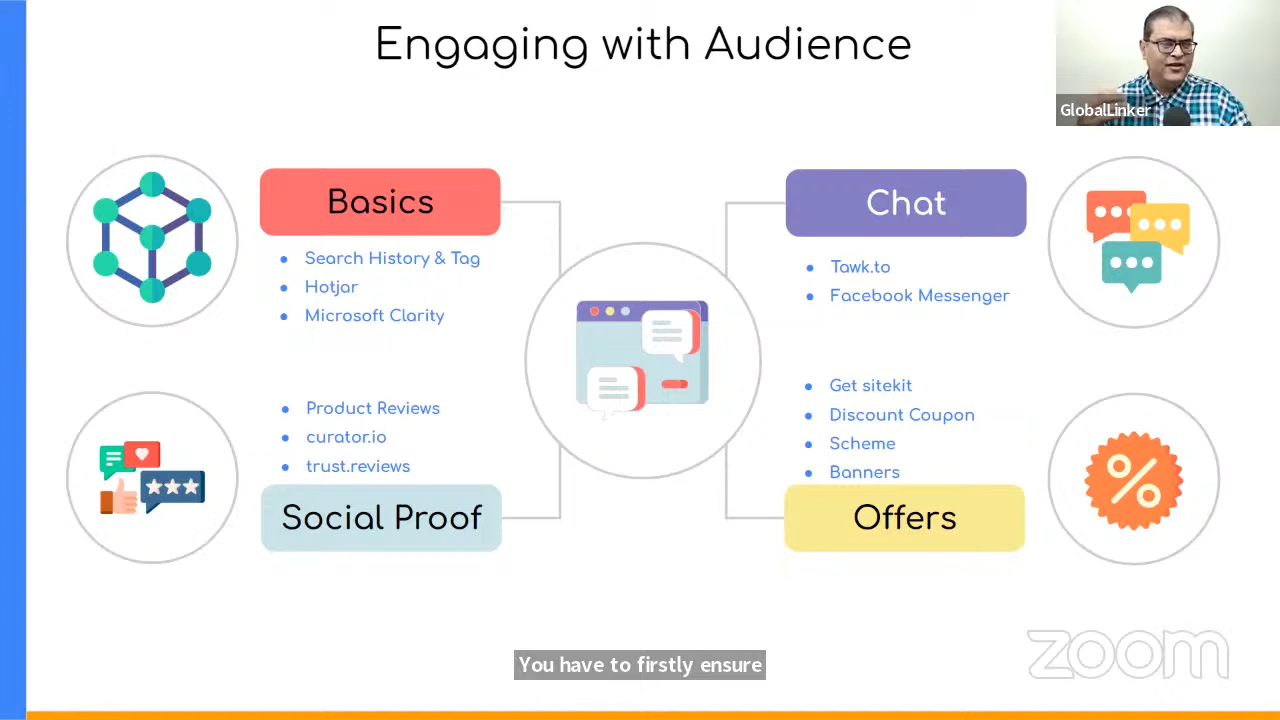 Engaging with Audience
GlobalLinker
Basics
Search History & Tag
Hotjar
Microsoft Clarity
Chat
Tawk.to
Facebook Messenger
Product Reviews
curator.io
trust.reviews
Social Proof
Get sitekit
Discount Coupon
Scheme
Banners
Offers
You have to firstly ensure
zoom